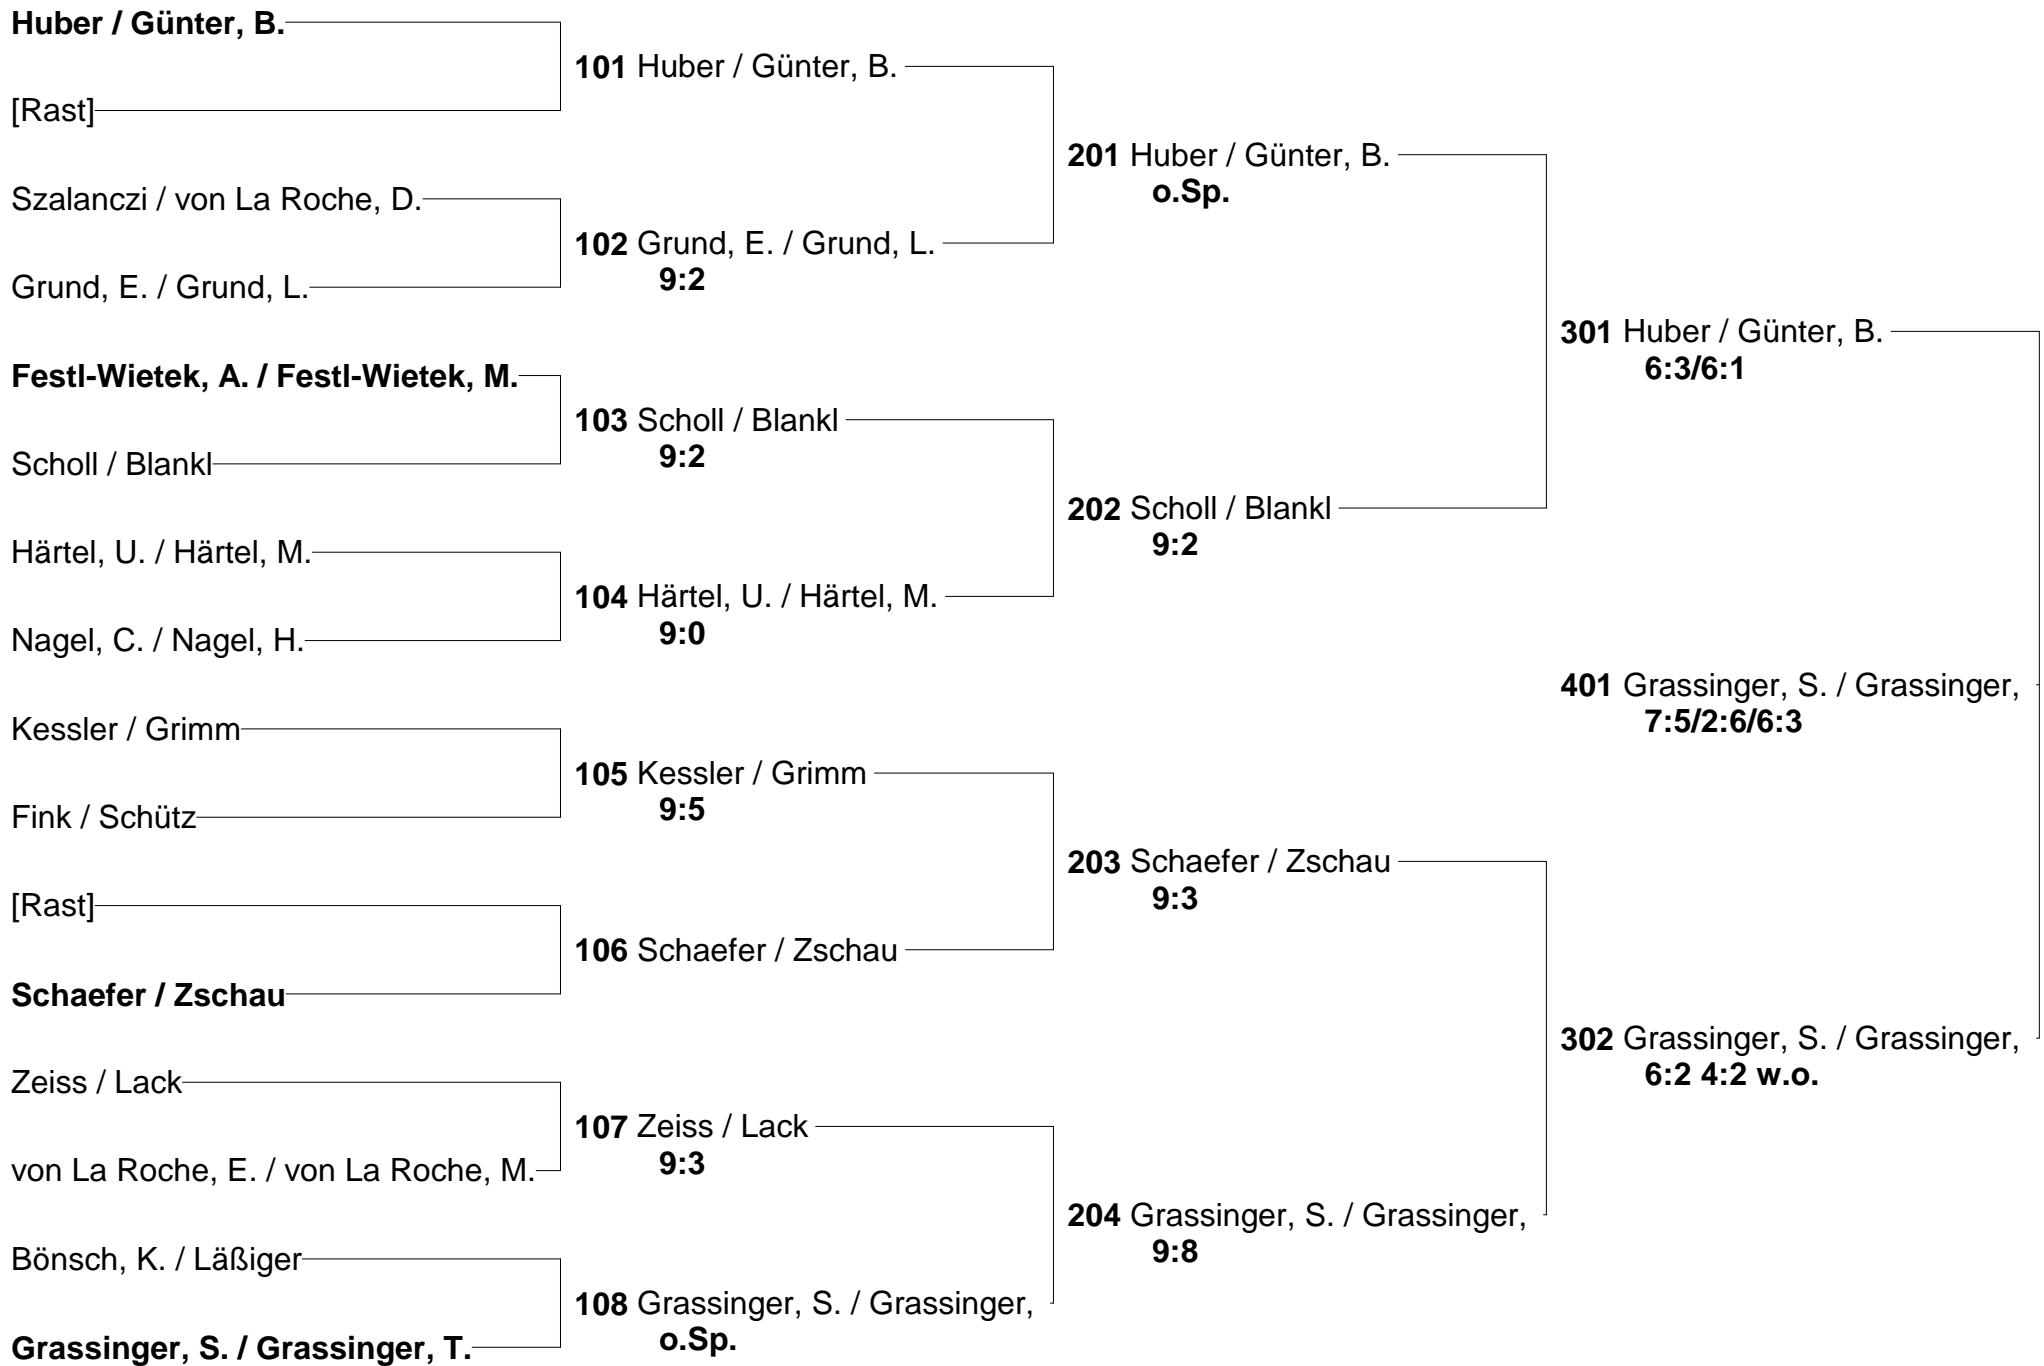 Huber / Günter, B.
[Rast]
Szalanczi / von La Roche, D.
Grund, E. / Grund, L.
Festl-Wietek, A. / Festl-Wietek, M.
Scholl / Blankl
Härtel, U. / Härtel, M.
Nagel, C. / Nagel, H.
Kessler / Grimm
Fink / Schütz
[Rast]
Schaefer / Zschau
Zeiss / Lack
von La Roche, E. / von La Roche, M.
Bönsch, K. / Läßiger
Grassinger, S. / Grassinger, T.
101 Huber / Günter, B.
102 Grund, E. / Grund, L.
9:2
103 Scholl / Blankl
9:2
104 Härtel, U. / Härtel, M.
9:0
105 Kessler / Grimm
9:5
106 Schaefer / Zschau
107 Zeiss / Lack
9:3
108 Grassinger, S. / Grassinger,
o.Sp.
201 Huber / Günter, B.
o.Sp.
202 Scholl / Blankl
9:2
203 Schaefer / Zschau
9:3
204 Grassinger, S. / Grassinger,
9:8
301 Huber / Günter, B.
6:3/6:1
401 Grassinger, S. / Grassinger,
7:5/2:6/6:3
302 Grassinger, S. / Grassinger,
6:2 4:2 w.o.